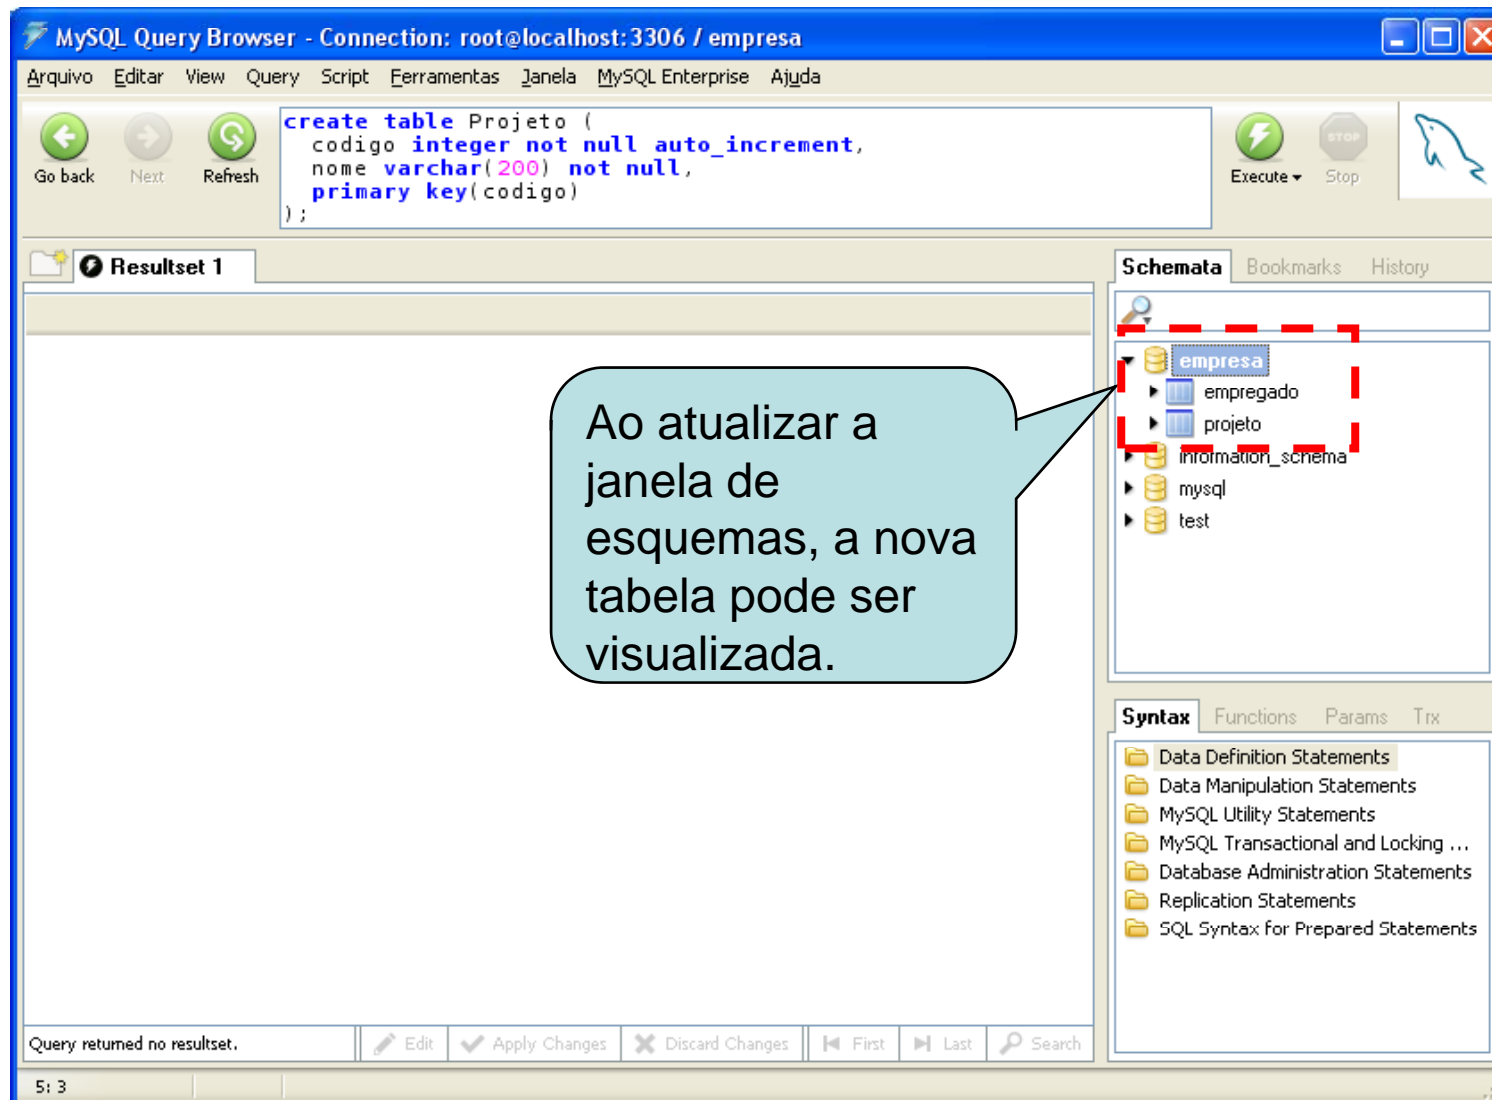 MySQL Query Browser - Connection: root@localhost:3306 / empresa
Arquivo Editar View Query Script Ferramentas Janela MySQL Enterprise Ajuda
create table Projeto (
codigo integer not null auto_increment,
nome varchar(200) not null,
primary key(codigo)
);
Go back Next Refresh
Execute Stop
STOP
Resultset 1
Schemata Bookmarks History
empresa
empregado
projeto
information_schema
mysql
test
Ao atualizar a
janela de
esquemas, a nova
tabela pode ser
visualizada.
Syntax Functions Params Trx
Data Definition Statements
Data Manipulation Statements
MySQL Utility Statements
MySQL Transactional and Locking ...
Database Administration Statements
Replication Statements
SQL Syntax for Prepared Statements
Query returned no resultset.
Edit Apply Changes Discard Changes First Last Search
5: 3